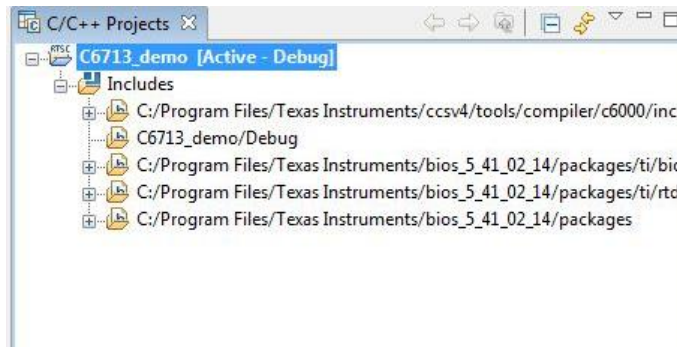 C/C++ Projects
RTSC
C6713_demo [Active - Debug]
Includes
C:/Program Files/Texas Instruments/ccsv4/tools/compiler/c6000/inc
C6713_demo/Debug
C:/Program Files/Texas Instruments/bios_5_41_02_14/packages/ti/bio
C:/Program Files/Texas Instruments/bios_5_41_02_14/packages/ti/rtd
C:/Program Files/Texas Instruments/bios_5_41_02_14/packages